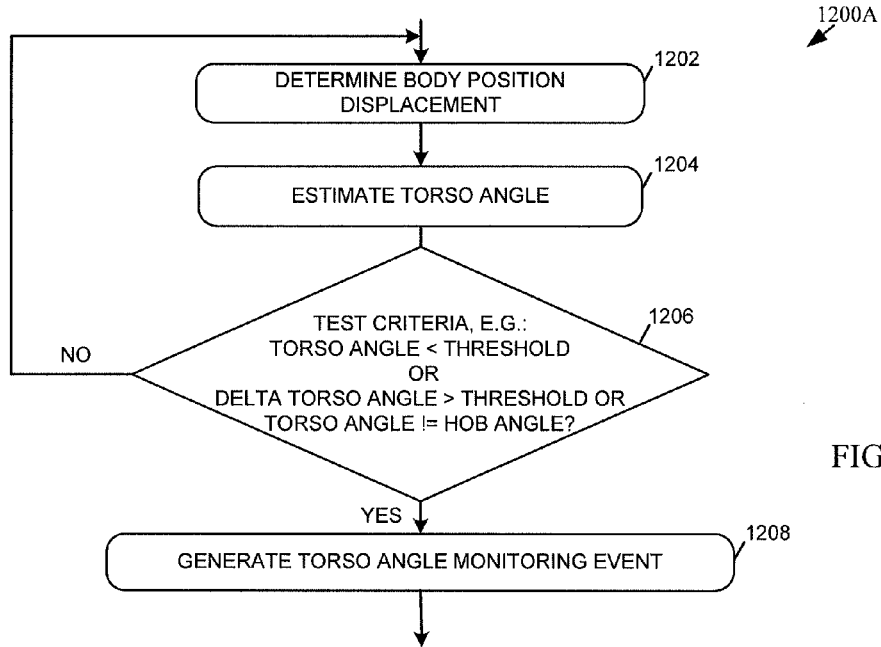 1200A
1202
DETERMINE BODY POSITION
DISPLACEMENT
1204
ESTIMATE TORSO ANGLE
1206
TEST CRITERIA, E.G.:
TORSO ANGLE < THRESHOLD
OR
DELTA TORSO ANGLE > THRESHOLD OR
TORSO ANGLE != HOB ANGLE?
NO
FIG
YES
1208
GENERATE TORSO ANGLE MONITORING EVENT